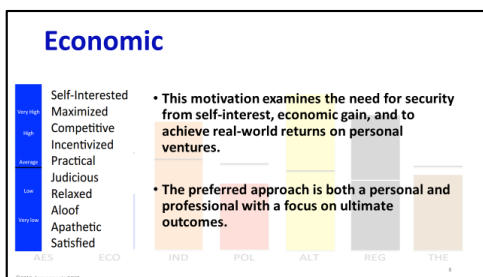 Economic
Very High
High
Average
Low
Very low
Self-Interested
Maximized
Competitive
Incentivized
Practical
Judicious
Relaxed
Aloof
Apathetic
Satisfied
• This motivation examines the need for security
from self-interest, economic gain, and to
achieve real-world returns on personal
ventures.
• The preferred approach is both a personal and
professional with a focus on ultimate
outcomes.
AES ECO IND POL ALT REG THE